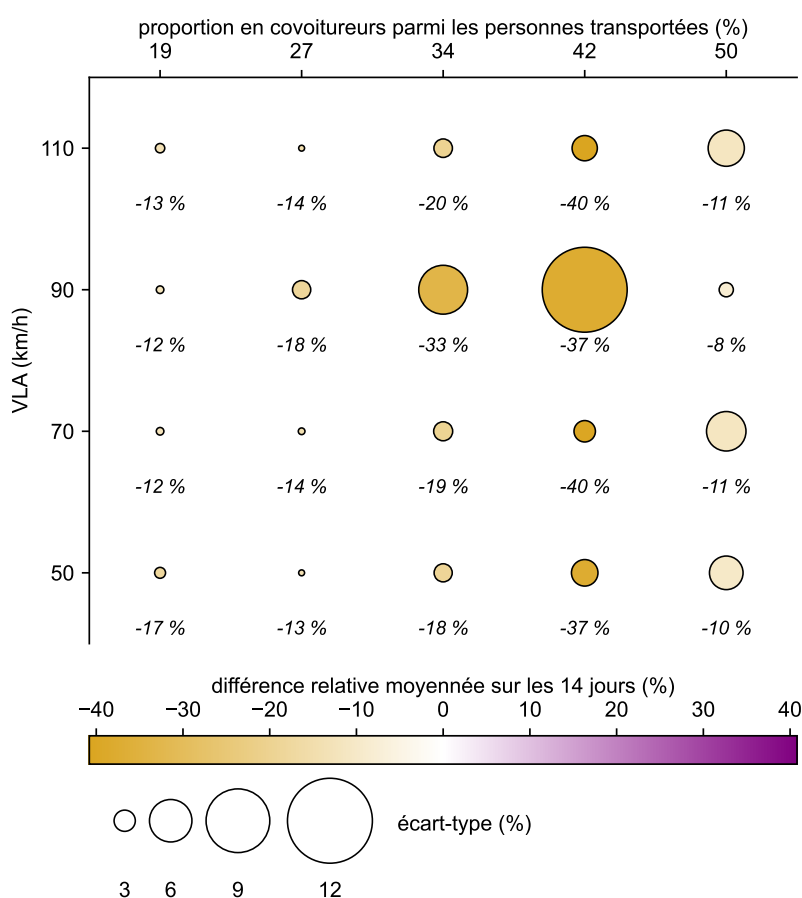 proportion en covoitureurs parmi les personnes transportées (%)
19 27 34 42 50
110
-13 % -14 % -20 % -40 % -11 %
90
-12 % -18 % -33 % -37 % -8 %
VLA (km/h)
70
-12 % -14 % -19 % -40 % -11 %
50
-17 % -13 % -18 % -37 % -10 %
différence relative moyennée sur les 14 jours (%)
−40 −30 −20 −10 0 10 20 30 40
écart-type (%)
3 6 9 12